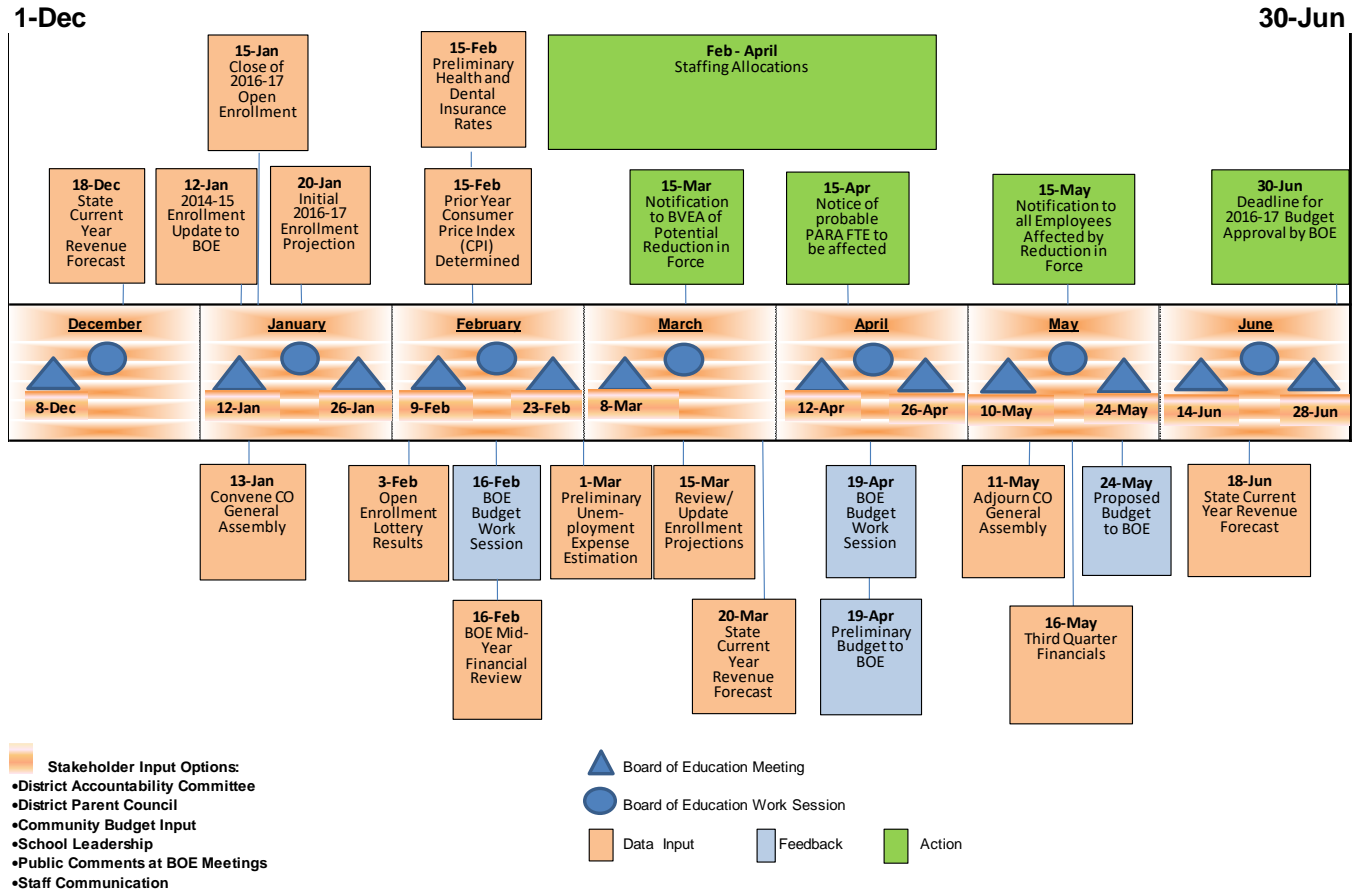 1-Dec
30-Jun
15-Jan
Close of
2016-17
Open
Enrollment
15-Feb
Preliminary
Health and
Dental
Insurance
Rates
Feb - April
Staffing Allocations
18-Dec
State
Current
Year
Revenue
Forecast
12-Jan
2014-15
Enrollment
Update to
BOE
20-Jan
Initial
2016-17
Enrollment
Projection
15-Feb
Prior Year
Consumer
Price Index
(CPI)
Determined
15-Mar
Notification
to BVEA of
Potential
Reduction in
Force
15-Apr
Notice of
probable
PARA FTE to
be affected
15-May
Notification to
all Employees
Affected by
Reduction in
Force
30-Jun
Deadline for
2016-17 Budget
Approval by BOE
December
January
February
March
April
May
June
8-Dec
12-Jan
26-Jan
9-Feb
23-Feb
8-Mar
12-Apr
26-Apr
10-May
24-May
14-Jun
28-Jun
13-Jan
Convene CO
General
Assembly
3-Feb
Open
Enrollment
Lottery
Results
16-Feb
BOE
Budget
Work
Session
1-Mar
Preliminary
Unem-
ployment
Expense
Estimation
15-Mar
Review/
Update
Enrollment
Projections
19-Apr
BOE
Budget
Work
Session
11-May
Adjourn CO
General
Assembly
24-May
Proposed
Budget
to BOE
18-Jun
State Current
Year Revenue
Forecast
16-Feb
BOE Mid-
Year
Financial
Review
20-Mar
State
Current
Year
Revenue
Forecast
19-Apr
Preliminary
Budget to
BOE
16-May
Third Quarter
Financials
Stakeholder Input Options:
•District Accountability Committee
•District Parent Council
•Community Budget Input
•School Leadership
•Public Comments at BOE Meetings
•Staff Communication
Board of Education Meeting
Board of Education Work Session
Data Input
Feedback
Action